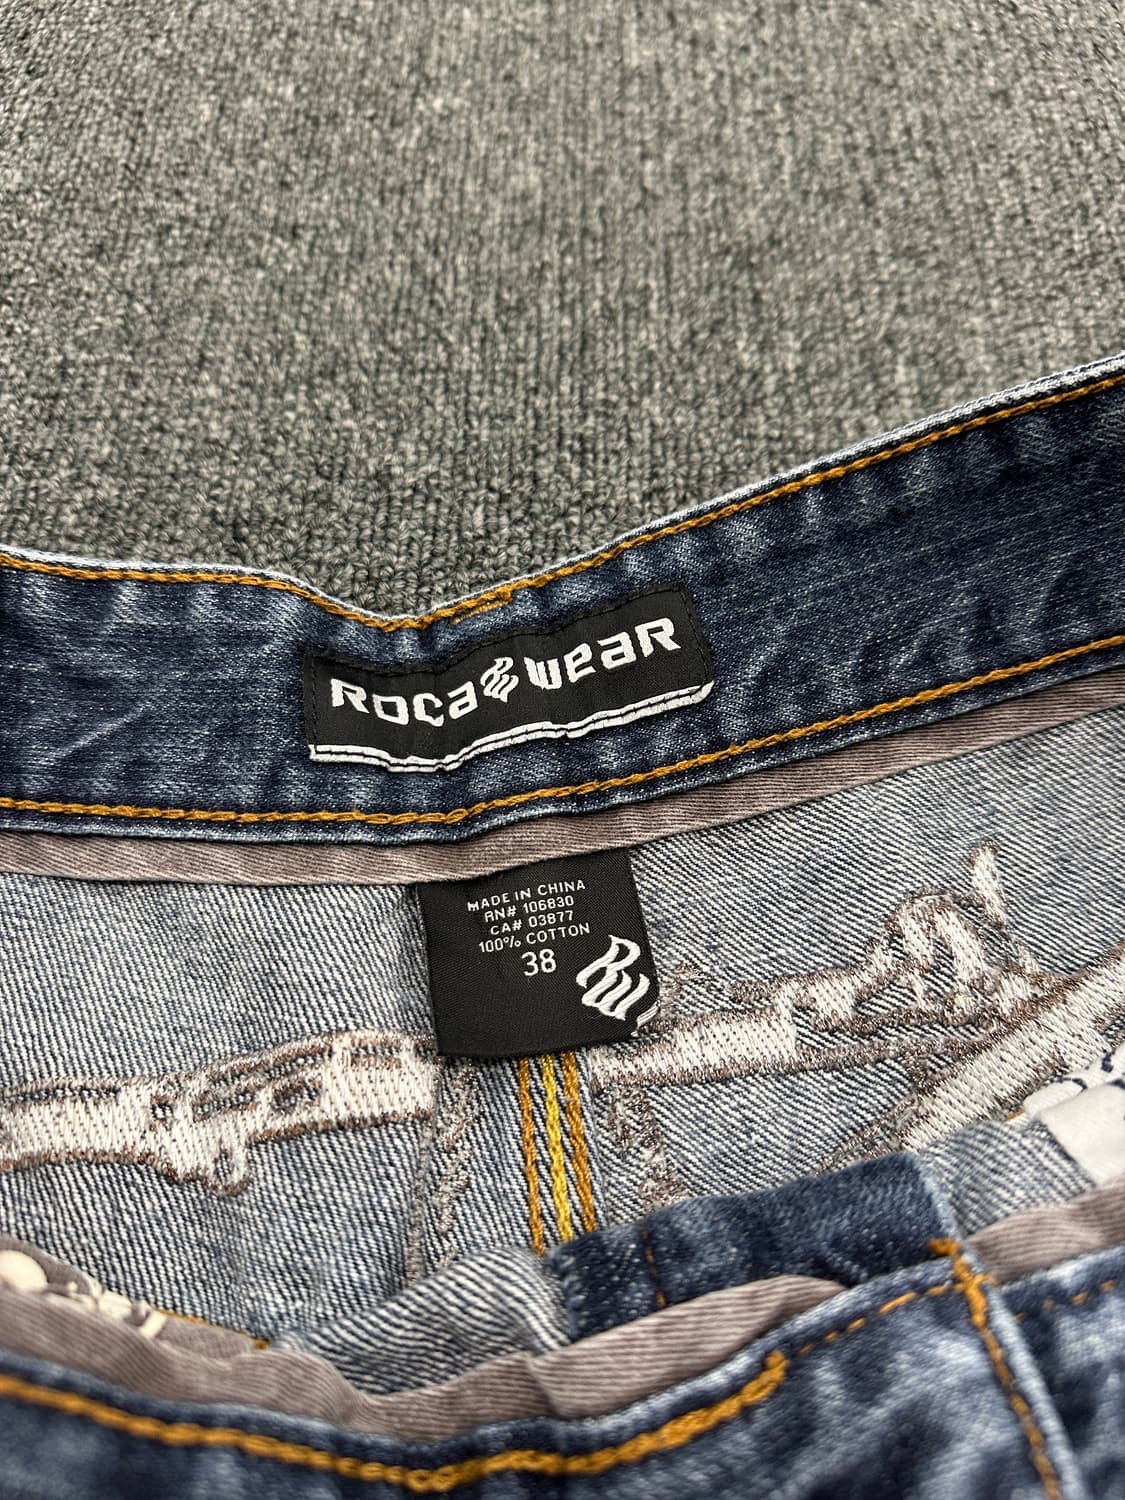 ROCA WEAR
MADE IN CHINA
RN# 106830
CA# 03877
100% COTTON
38
RW